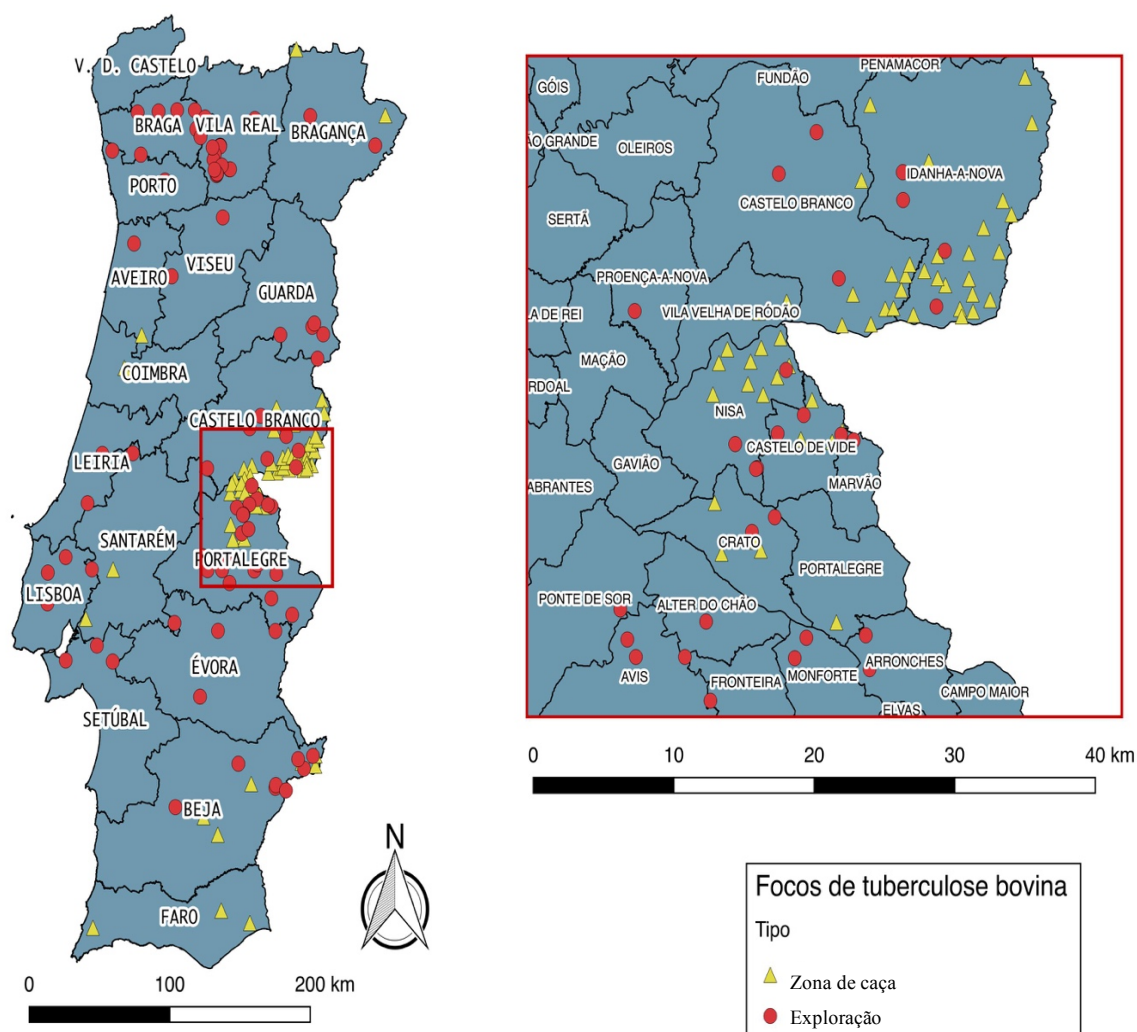 V. D. CASTELO
BRAGA
VILA REAL
BRAGANÇA
PORTO
AVEIRO
VISEU
GUARDA
COIMBRA
CASTELO BRANCO
LEIRIA
SANTARÉM
PORTALEGRE
LISBOA
ÉVORA
SETÚBAL
BEJA
FARO
N
0 100 200 km
GÓIS
FUNDÃO
PENAMACOR
ÃO GRANDE
OLEIROS
IDANHA-A-NOVA
CASTELO BRANCO
SERTÃ
PROENÇA-A-NOVA
LA DE REI
VILA VELHA DE RÓDÃO
MAÇÃO
RDOAL
NISA
CASTELO DE VIDE
GAVIÃO
ABRANTES
MARVÃO
CRATO
PORTALEGRE
PONTE DE SOR
ALTER DO CHÃO
ARRONCHES
AVIS
FRONTEIRA
MONFORTE
CAMPO MAIOR
ELVAS
0 10 20 30 40 km
Focos de tuberculose bovina
Tipo
Zona de caça
Exploração